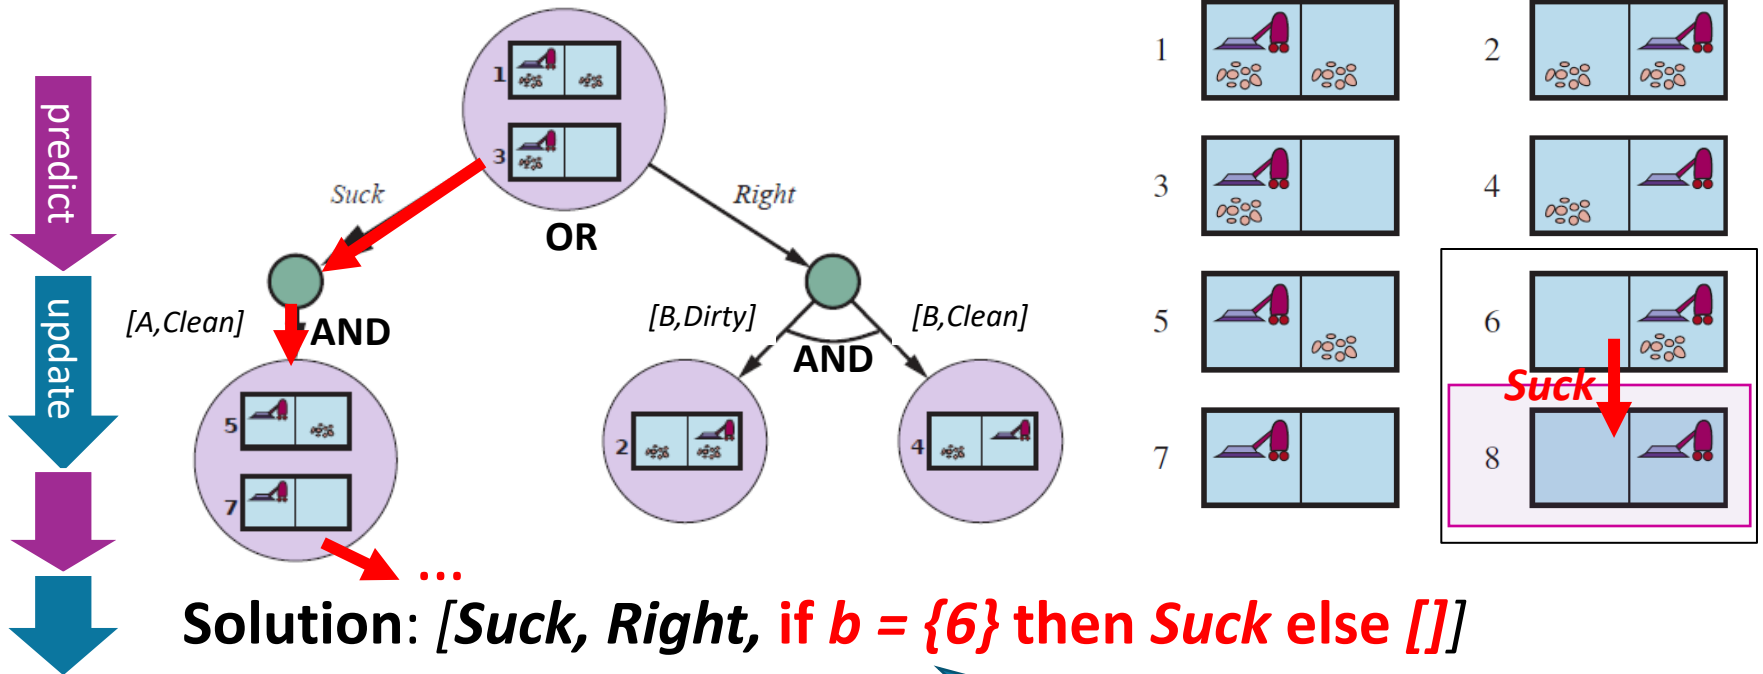 predict
update
1
3
Suck
Right
OR
[A,Clean]
AND
[B,Dirty]
[B,Clean]
AND
5
7
2
4
...
1
2
3
4
5
6
Suck
7
8
Solution: [Suck, Right, if b = {6} then Suck else []]